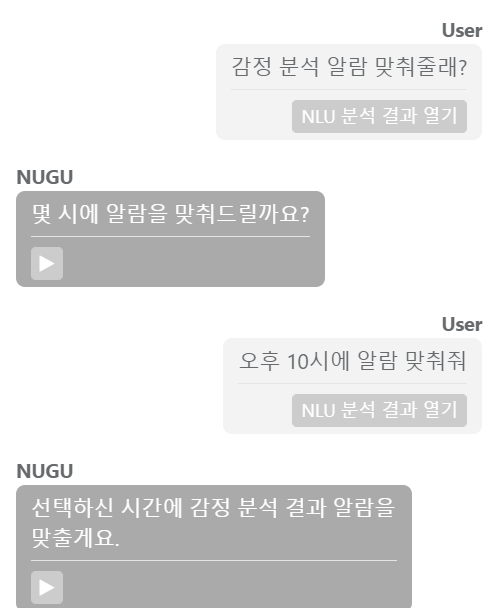 User
감정 분석 알람 맞춰줄래?
NLU 분석 결과 열기
NUGU
몇 시에 알람을 맞춰드릴까요?
User
오후 10시에 알람 맞춰줘
NLU 분석 결과 열기
NUGU
선택하신 시간에 감정 분석 결과 알람을
맞출게요.